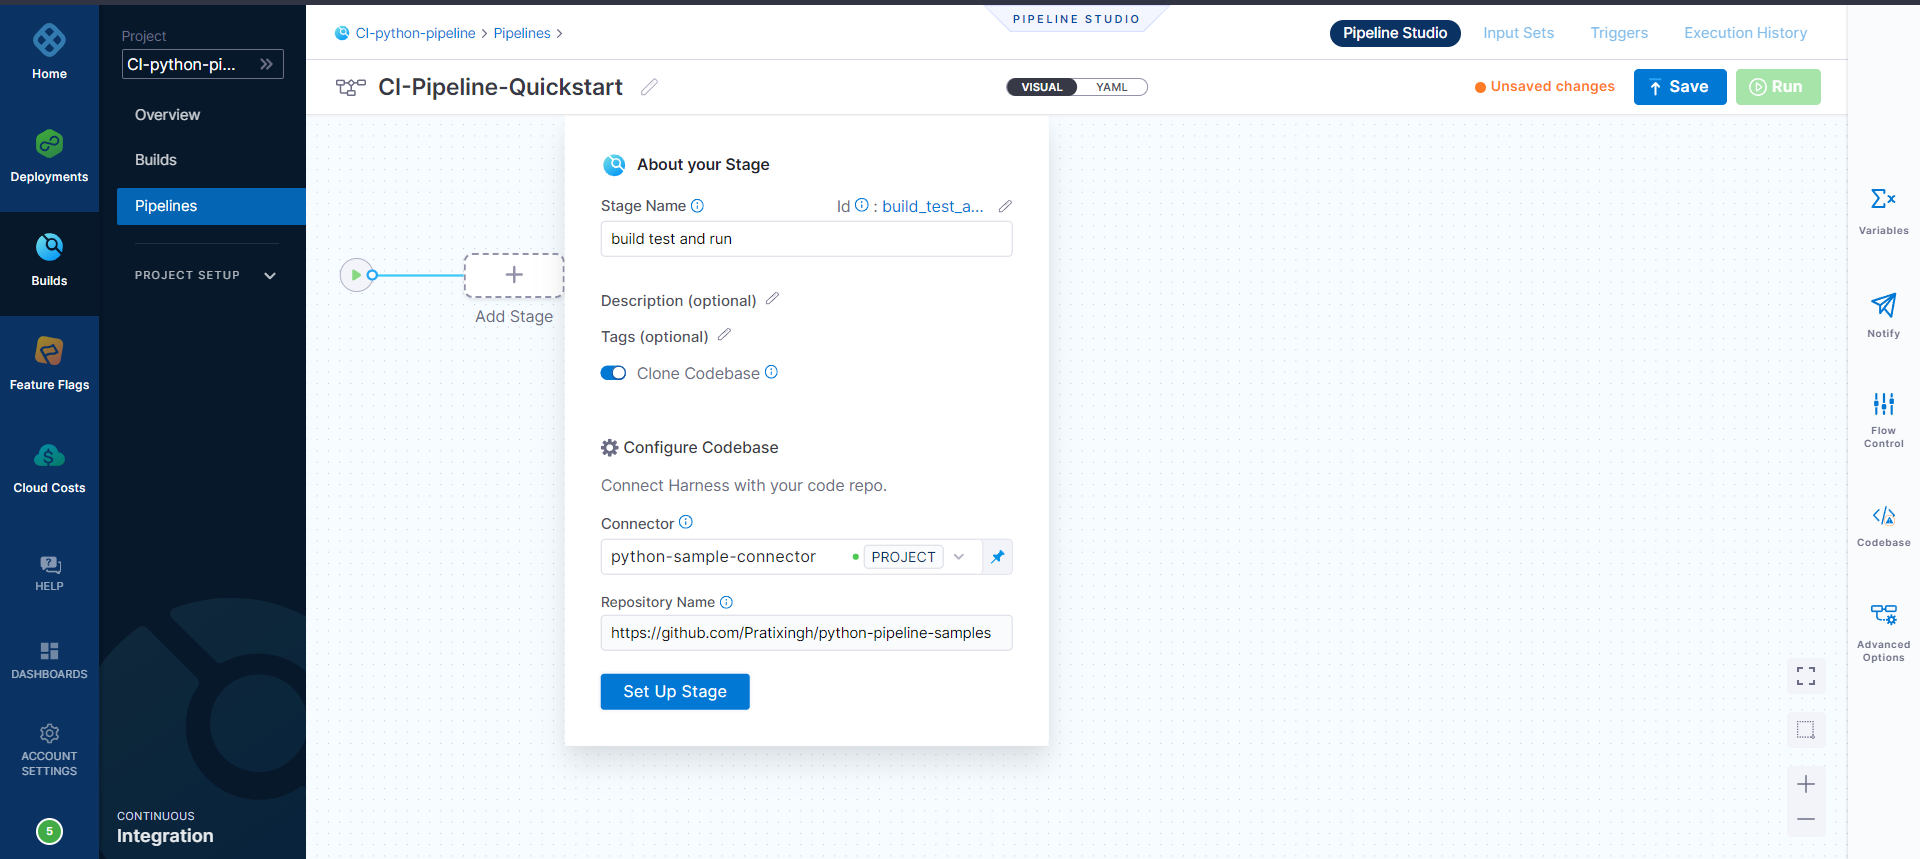 Home
Deployments
Builds
Feature Flags
Cloud Costs
HELP
DASHBOARDS
ACCOUNT
SETTINGS
5
Project
CI-python-pi...
Overview
Builds
Pipelines
PROJECT SETUP
CONTINUOUS
Integration
CI-python-pipeline > Pipelines >
PIPELINE STUDIO
Pipeline Studio Input Sets Triggers Execution History
CI-Pipeline-Quickstart
VISUAL YAML
Unsaved changes
Save
Run
Add Stage
About your Stage
Stage Name
Id : build_test_a...
build test and run
Description (optional)
Tags (optional)
Clone Codebase
Configure Codebase
Connect Harness with your code repo.
Connector
python-sample-connector PROJECT
Repository Name
https://github.com/Pratixingh/python-pipeline-samples
Set Up Stage
Variables
Notify
Flow
Control
Codebase
Advanced
Options